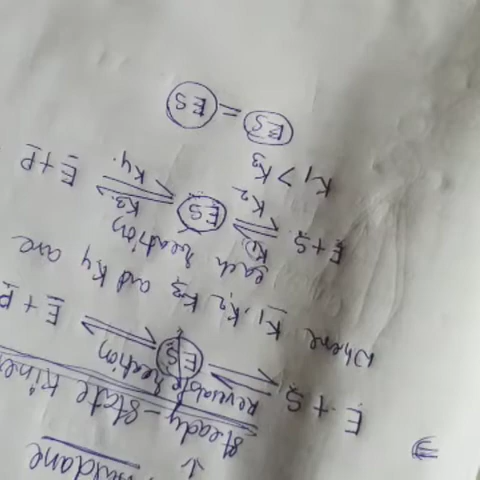 ↓
Steady-State Kine
Reversable Reaction
E + S ⇌ ES ⇌ E + P
where K1, K2, K3 and K4 are
each Reaction
K1 K3
E + S ⇌ ES ⇌ E + P
K2 K4
K1 > K3
ES = ES